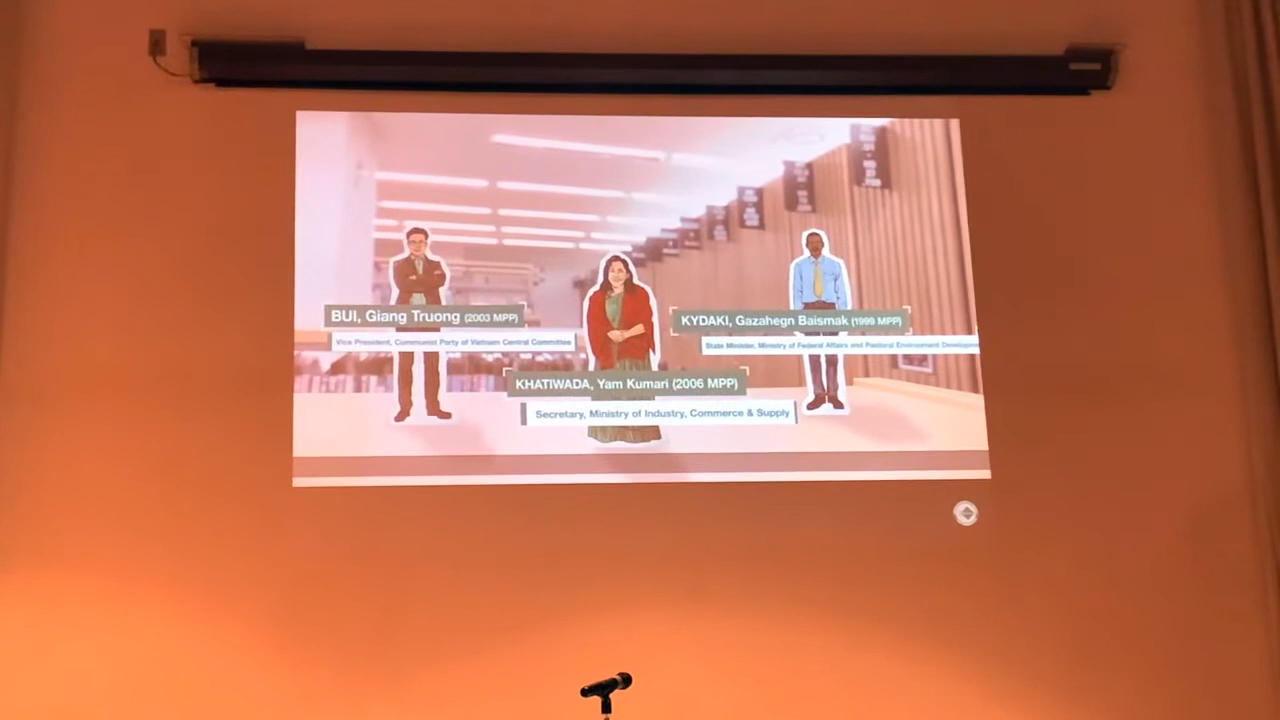 BUI, Giang Truong (2003 MPP)
Vice President, Communist Party of Vietnam Central Committee
KHATIWADA, Yam Kumari (2006 MPP)
Secretary, Ministry of Industry, Commerce & Supply
KYDAKI, Gazahegn Baismak (1999 MPP)
State Minister, Ministry of Federal Affairs and Pastoral Environment Developme